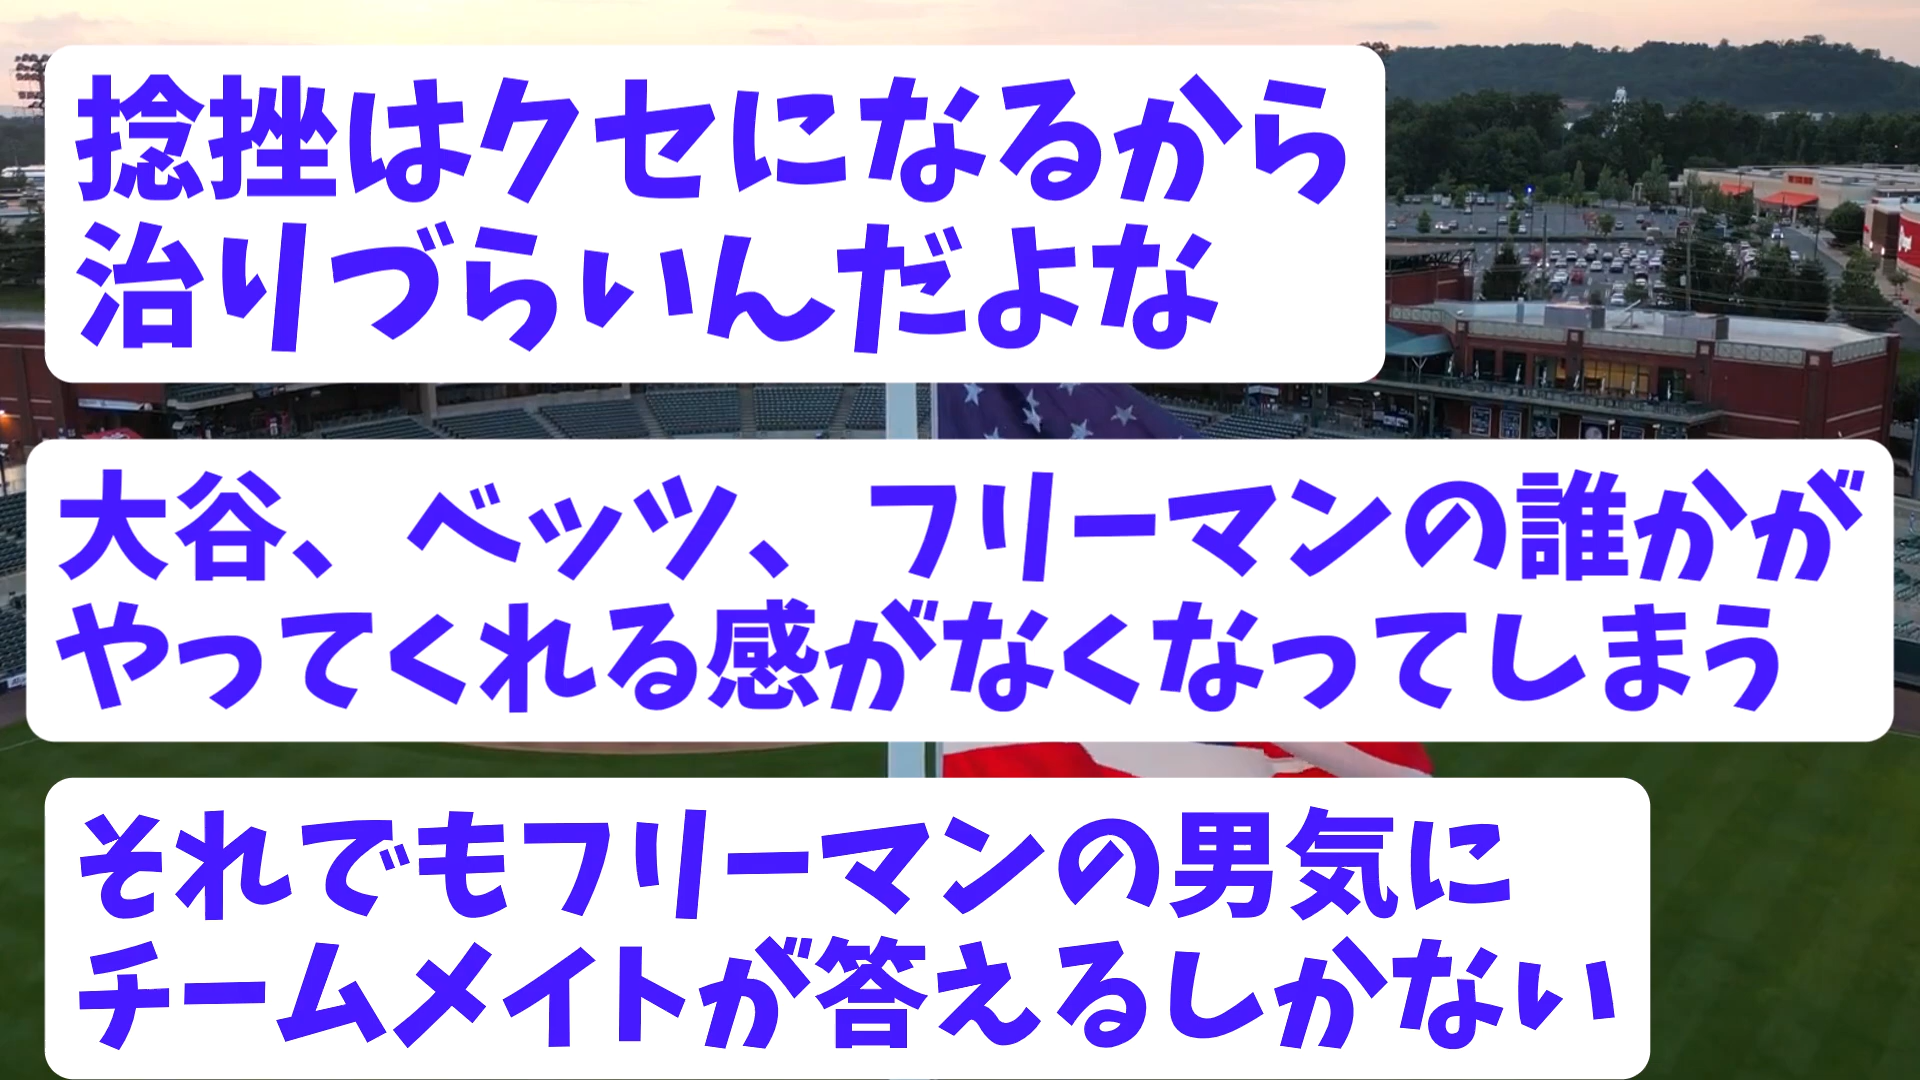 捻挫はクセになるから
治りづらいんだよな
大谷、ベッツ、フリーマンの誰かが
やってくれる感がなくなってしまう
それでもフリーマンの男気に
チームメイトが答えるしかない